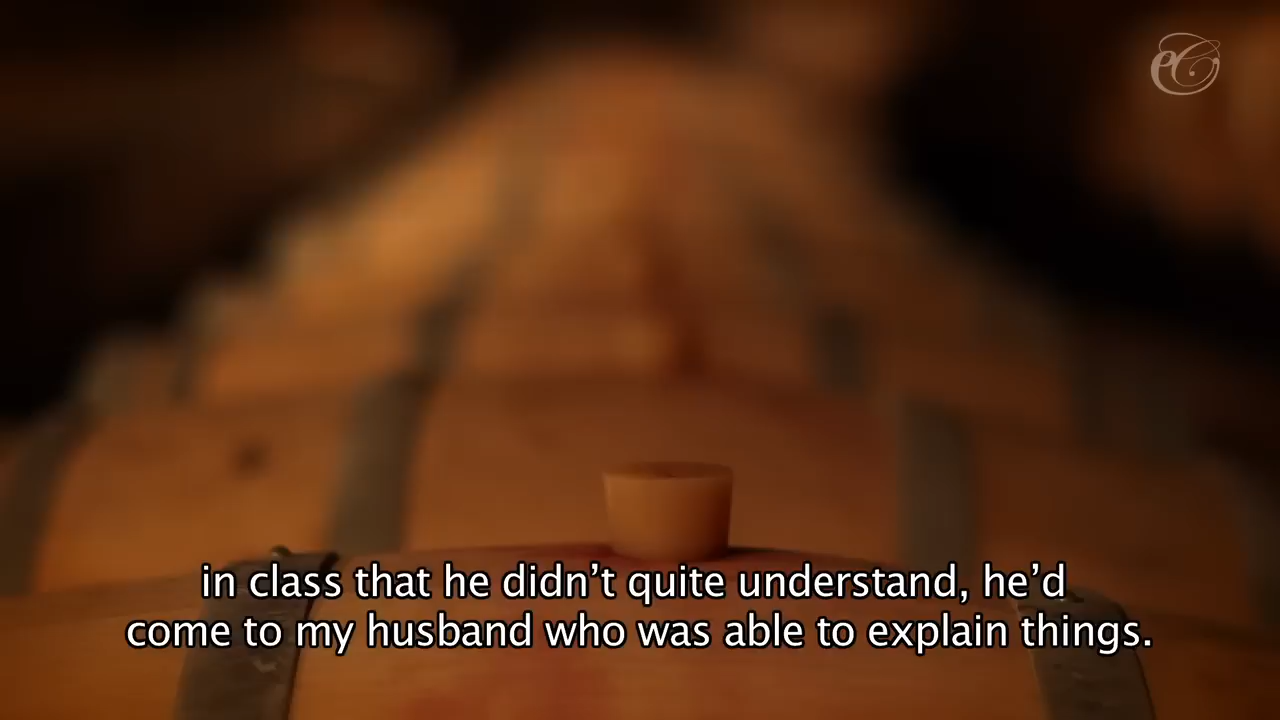 in class that he didn’t quite understand, he’d
come to my husband who was able to explain things.